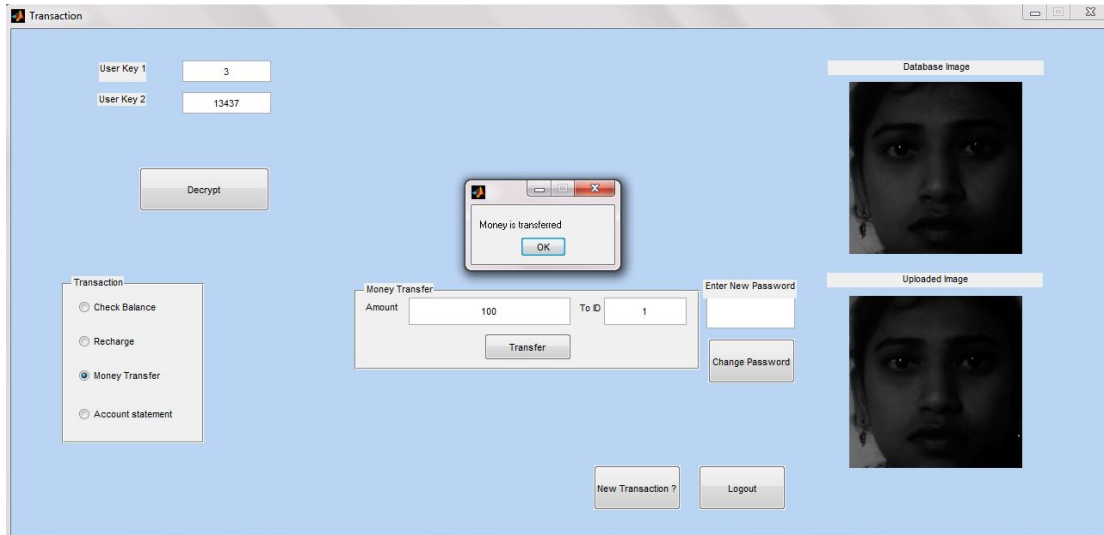 Transaction
User Key 1
3
User Key 2
13437
Decrypt
Database Image
Money is transferred
OK
Uploaded Image
Transaction
Check Balance
Recharge
Money Transfer
Account statement
Money Transfer
Amount
100
To ID
1
Transfer
Enter New Password
Change Password
New Transaction ?
Logout